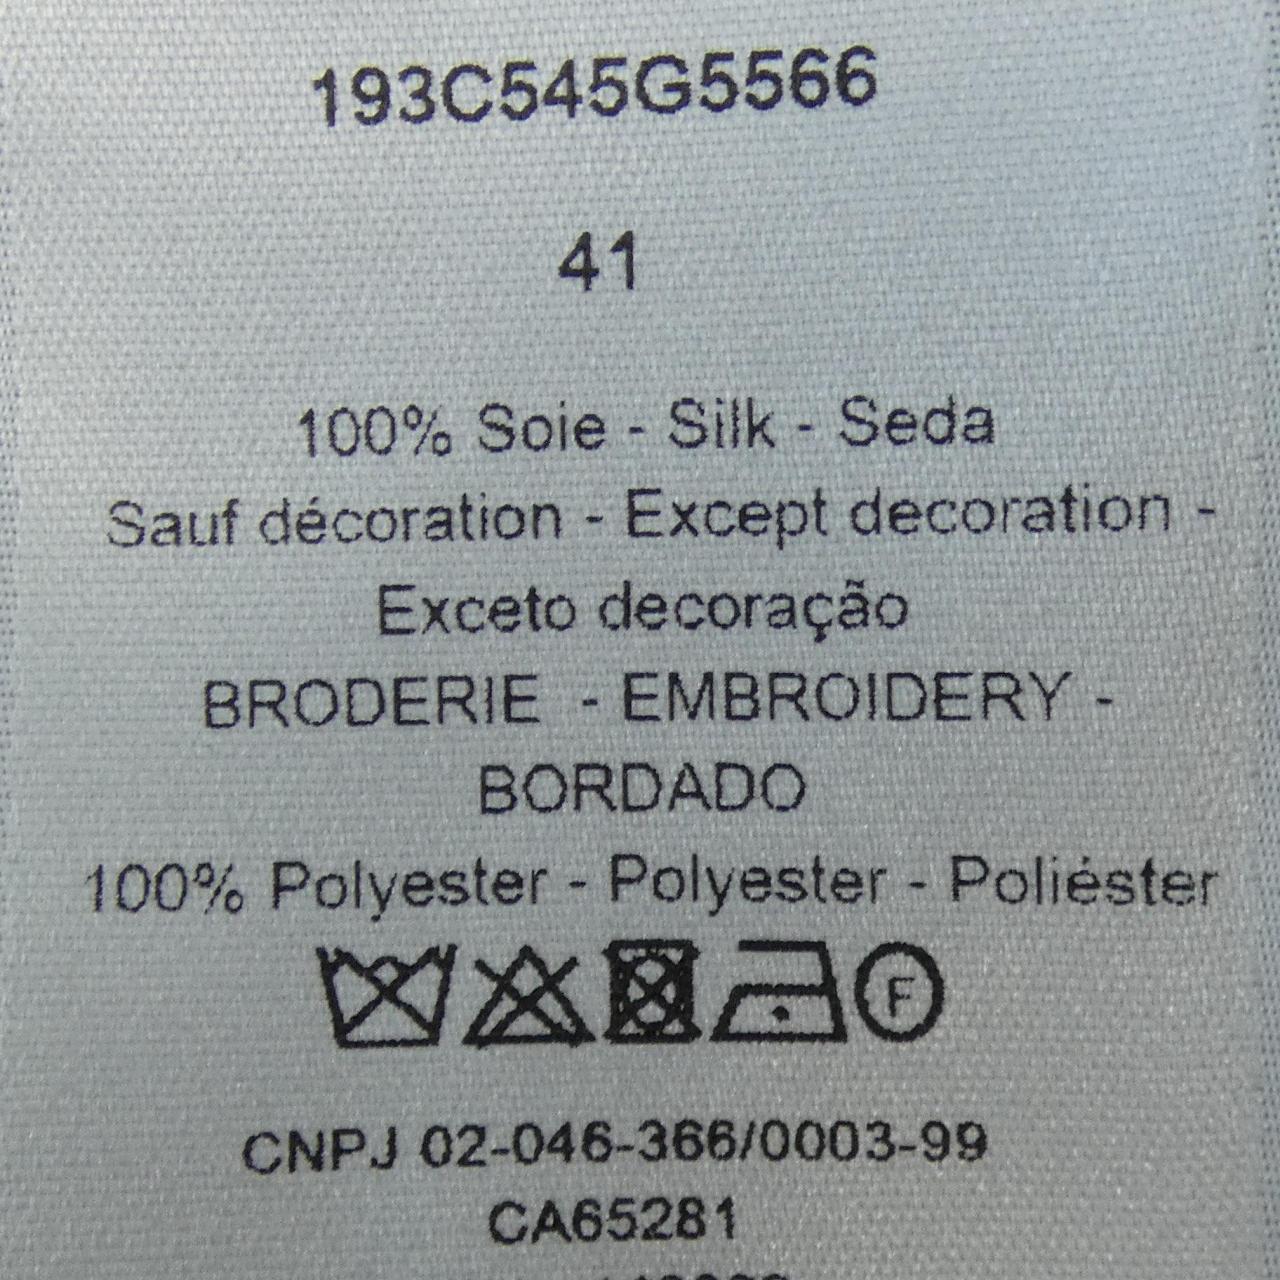 193C545G5566
41
100% Soie - Silk - Seda
Sauf décoration - Except decoration -
Exceto decoração
BRODERIE - EMBROIDERY -
BORDADO
100% Polyester - Polyester - Poliéster
F
CNPJ 02-046-366/0003-99
CA65281